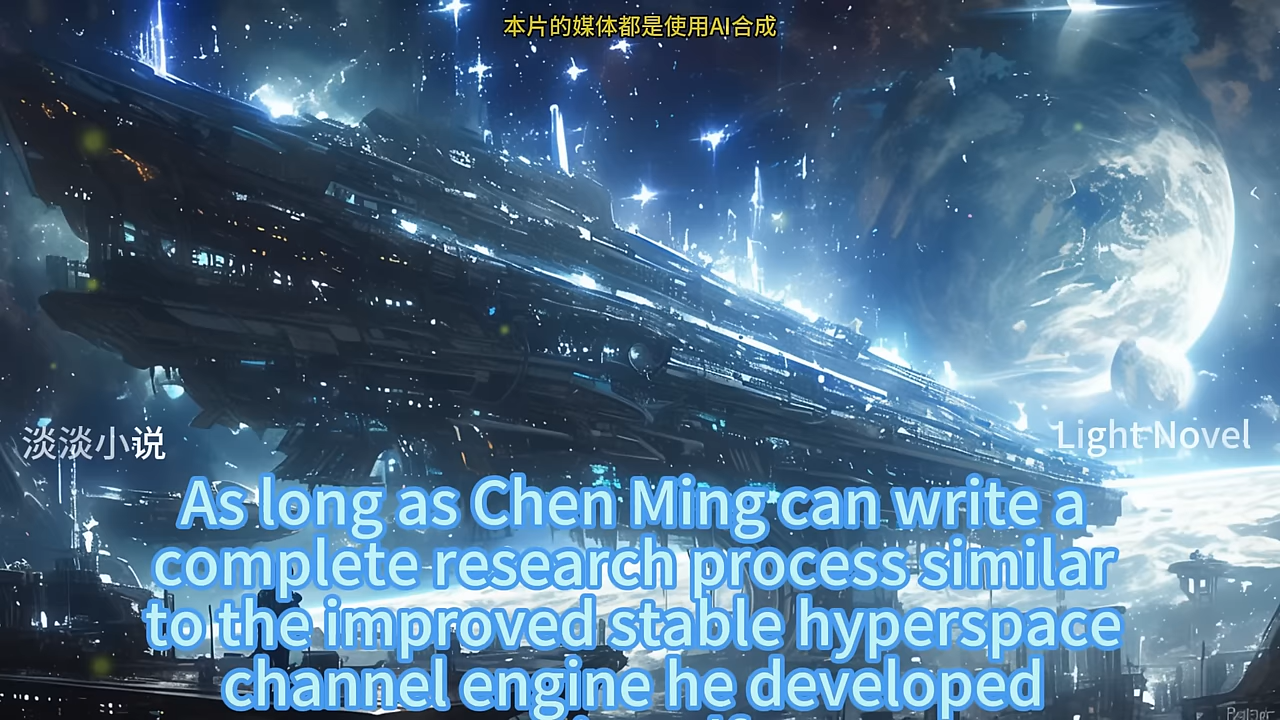 本片的媒体都是使用AI合成
淡淡小说
Light Novel
As long as Chen Ming can write a
complete research process similar
to the improved stable hyperspace
channel engine he developed